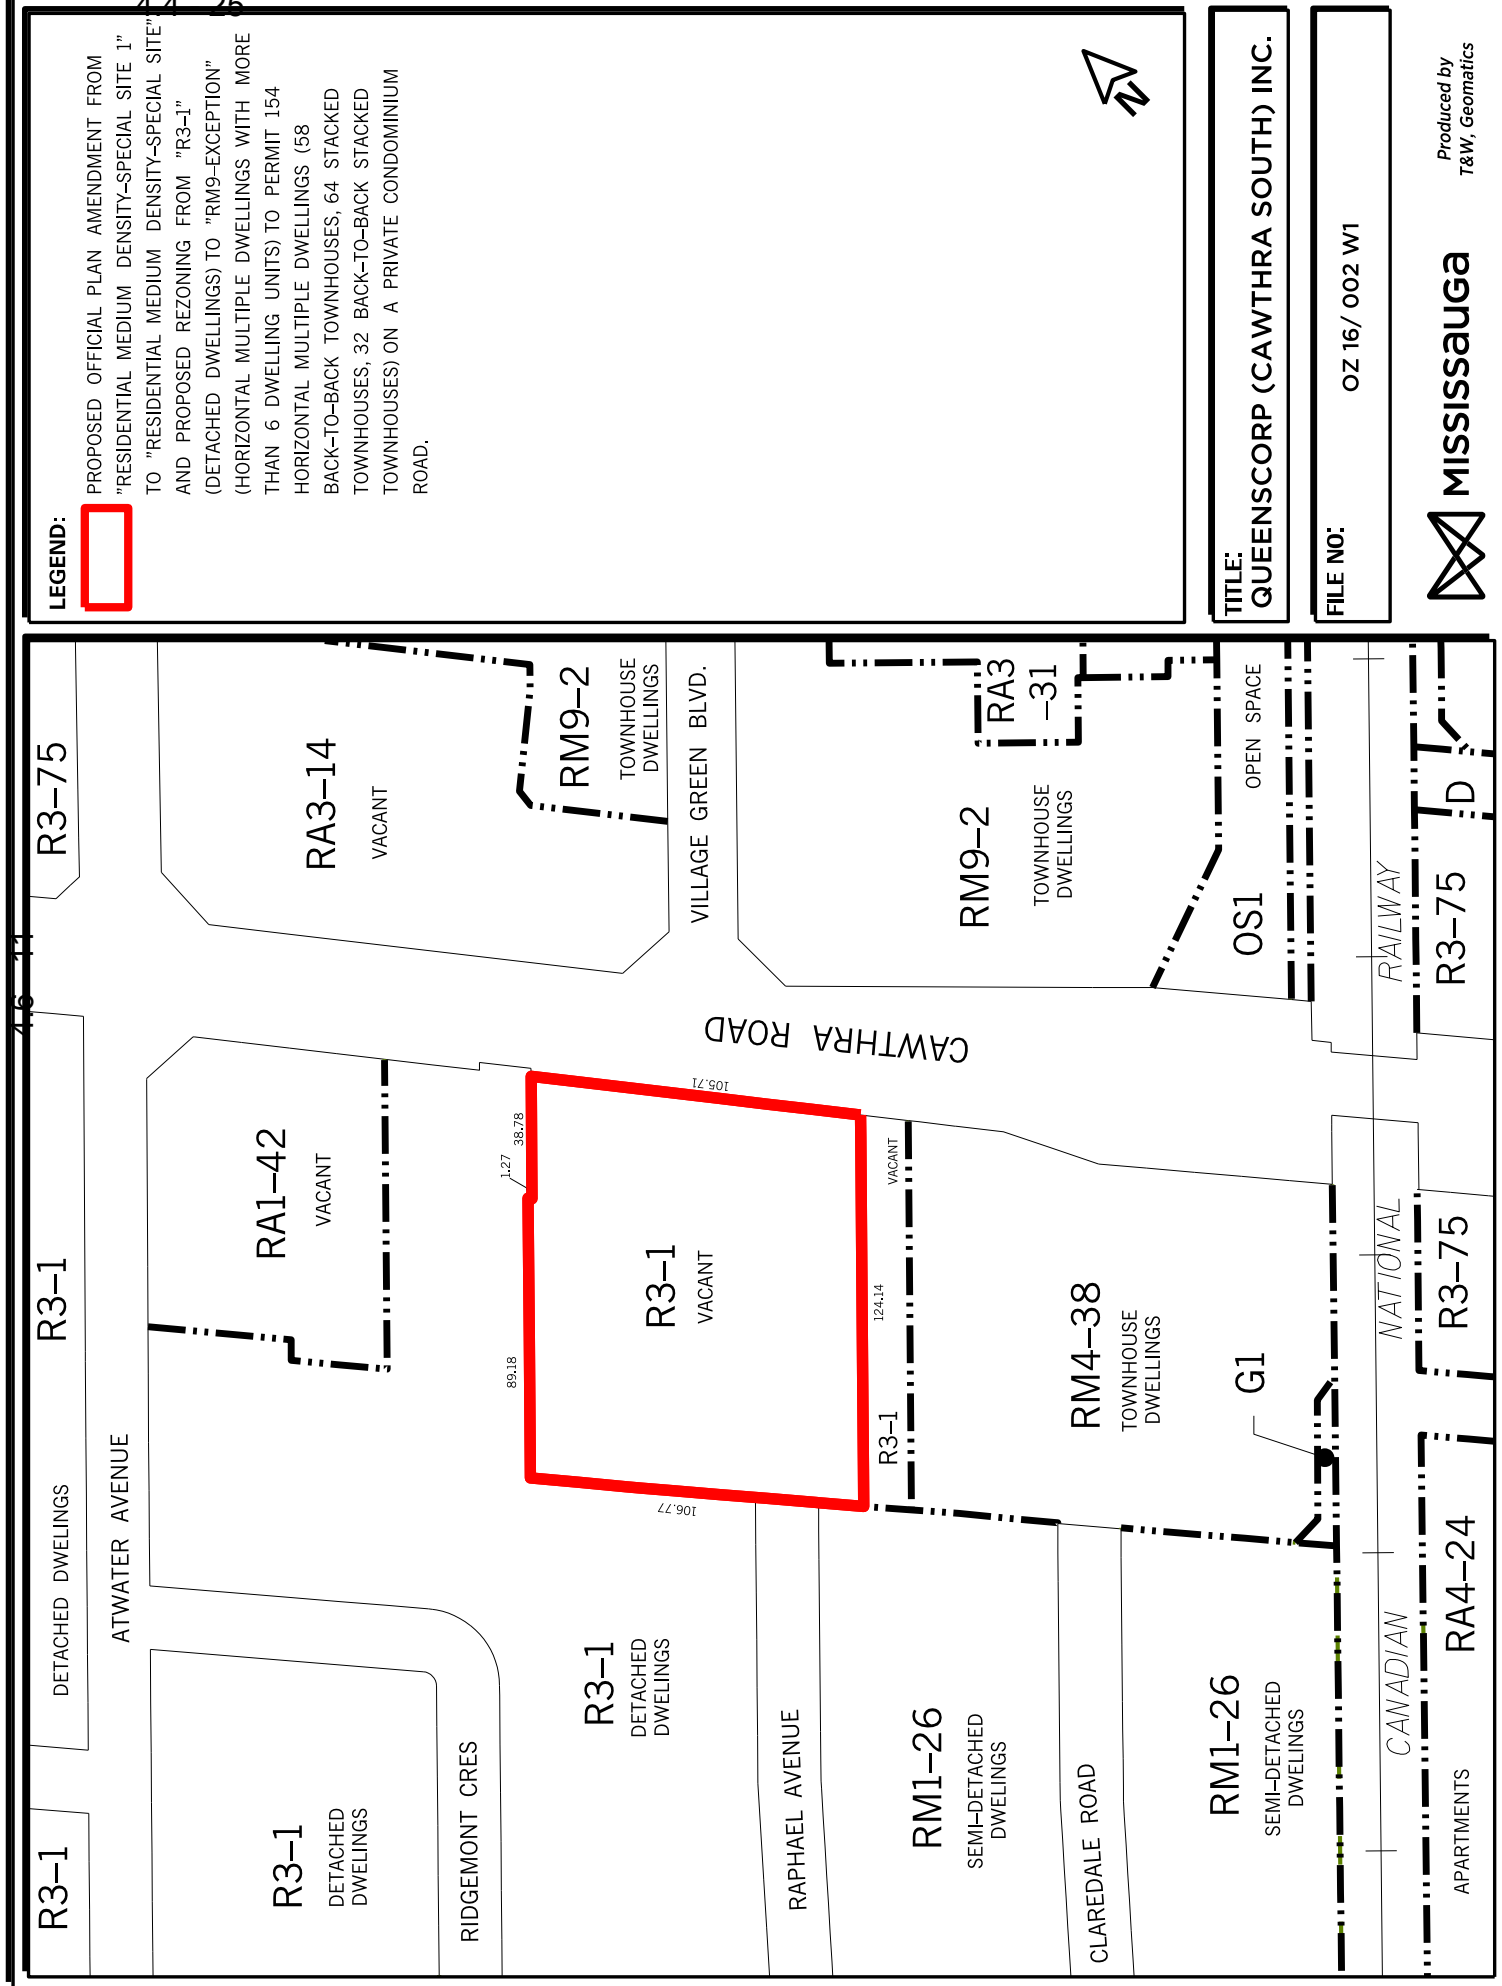 LEGEND:
PROPOSED OFFICIAL PLAN AMENDMENT FROM
"RESIDENTIAL MEDIUM DENSITY–SPECIAL SITE 1"
TO "RESIDENTIAL MEDIUM DENSITY–SPECIAL SITE"
AND PROPOSED REZONING FROM "R3–1"
(DETACHED DWELLINGS) TO "RM9–EXCEPTION"
(HORIZONTAL MULTIPLE DWELLINGS WITH MORE
THAN 6 DWELLING UNITS) TO PERMIT 154
HORIZONTAL MULTIPLE DWELLINGS (58
BACK–TO–BACK TOWNHOUSES, 64 STACKED
TOWNHOUSES, 32 BACK–TO–BACK STACKED
TOWNHOUSES) ON A PRIVATE CONDOMINIUM
ROAD.
N
TITLE:
QUEENSCORP (CAWTHRA SOUTH) INC.
FILE NO:
OZ 16/ 002 W1
MISSISSAUGA
Produced by
T&W, Geomatics
4.4 26
4.6 11
R3–1
R3–1
R3–75
DETACHED DWELINGS
ATWATER AVENUE
R3–1
DETACHED
DWELINGS
RA1–42
VACANT
RA3–14
VACANT
RIDGEMONT CRES
RM9–2
TOWNHOUSE
DWELLINGS
1.27
38.78
89.18
105.71
106.77
124.14
R3–1
VACANT
R3–1
DETACHED
DWELINGS
VILLAGE GREEN BLVD.
CAWTHRA ROAD
RAPHAEL AVENUE
R3–1
VACANT
RM1–26
SEMI–DETACHED
DWELINGS
RM9–2
TOWNHOUSE
DWELLINGS
RA3
–31
CLAREDALE ROAD
RM4–38
TOWNHOUSE
DWELLINGS
RM1–26
SEMI–DETACHED
DWELINGS
G1
OS1
OPEN SPACE
CANADIAN NATIONAL RAILWAY
APARTMENTS
RA4–24
R3–75
R3–75
D